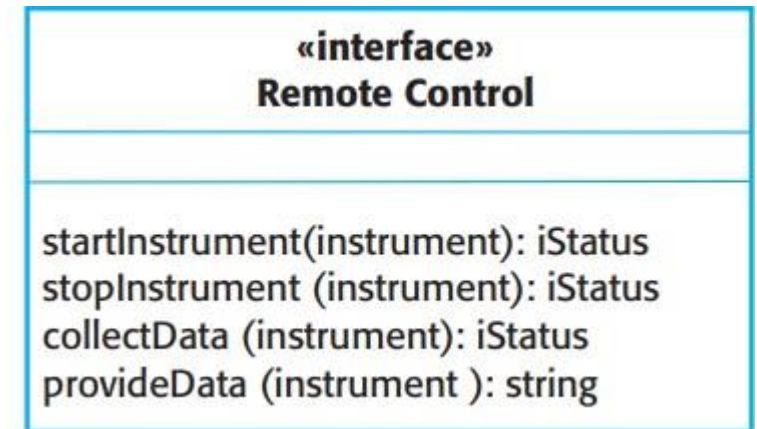 «interface»
Remote Control
startInstrument(instrument): iStatus
stopInstrument (instrument): iStatus
collectData (instrument): iStatus
provideData (instrument ): string